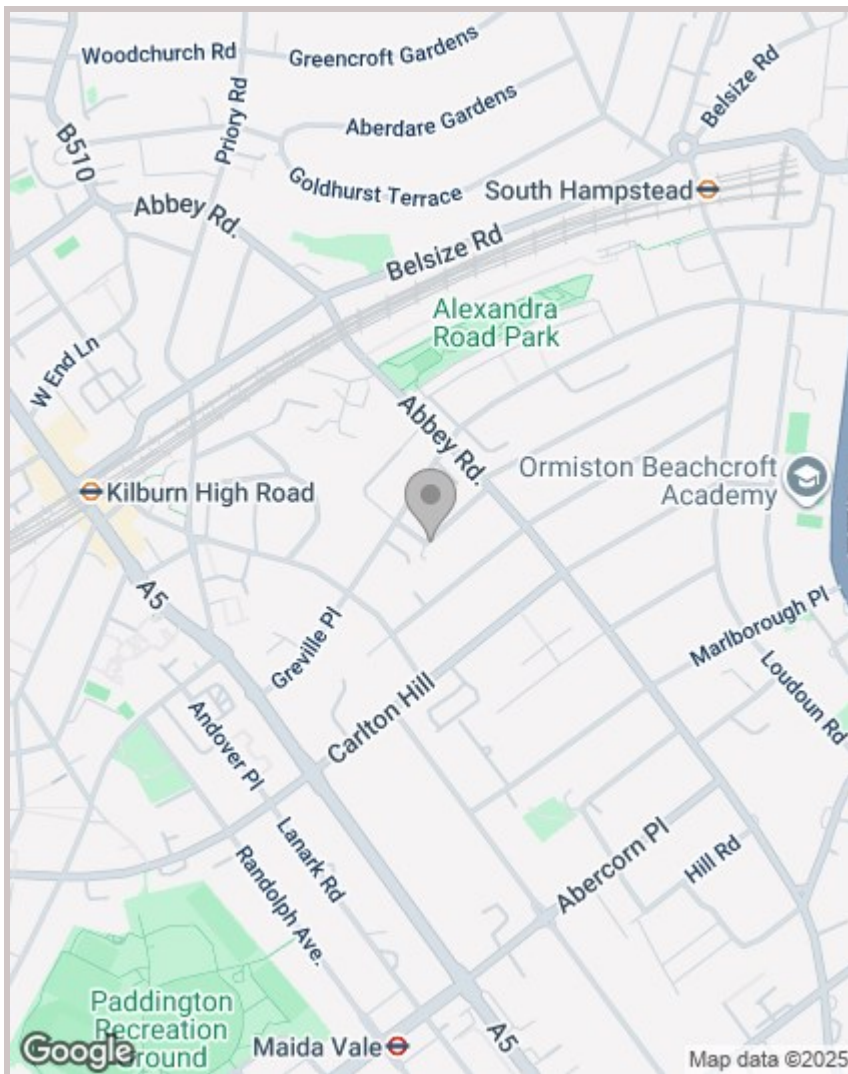 Woodchurch Rd
Greencroft Gardens
Priory Rd
Belsize Rd
Aberdare Gardens
B510
Goldhurst Terrace
South Hampstead
Abbey Rd.
Belsize Rd
Alexandra
Road Park
W End Ln
Abbey Rd.
Ormiston Beachcroft
Academy
Kilburn High Road
A5
Greville Pl
Marlborough Pl
Loudoun Rd
Carlton Hill
Andover Pl
Lanark Rd
Randolph Ave.
Abercorn Pl
Hill Rd
Paddington
Recreation
Ground
Google
Maida Vale
A5
Map data ©2025